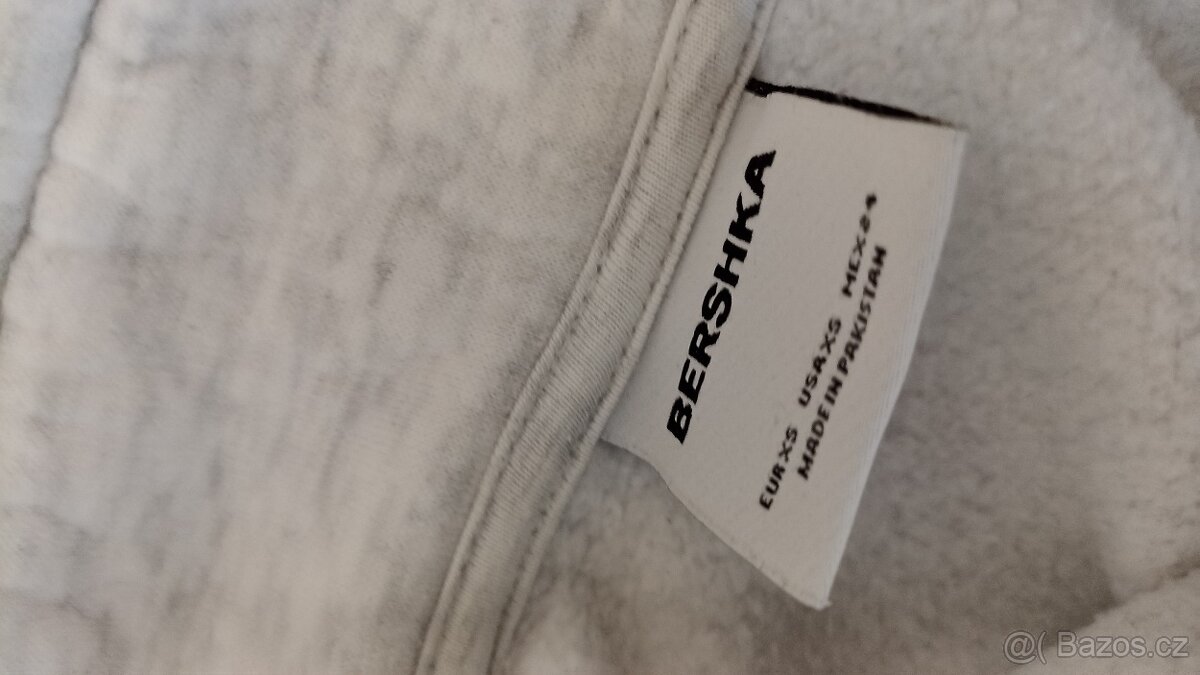 BERSHKA
EUR XS USA XS MEX 24
MADE IN PAKISTAN
@( Bazos.cz